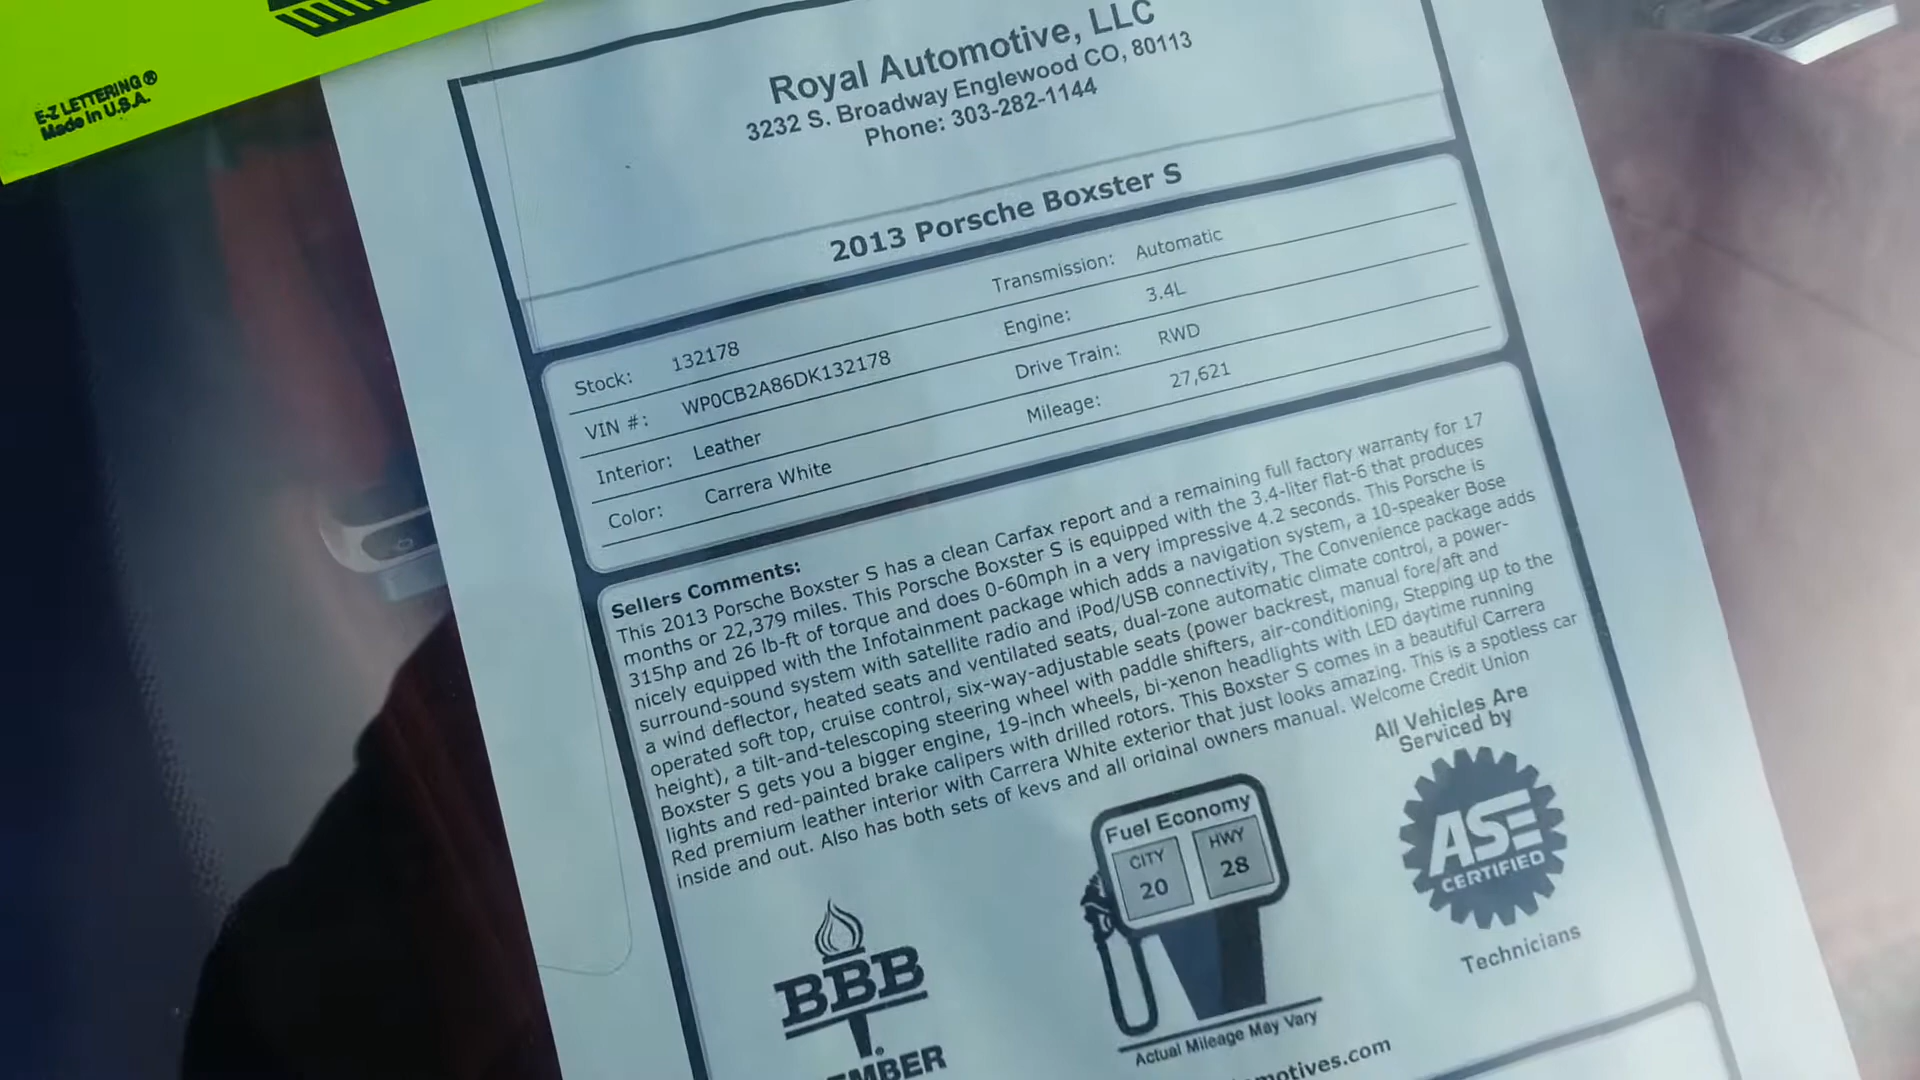 E-Z LETTERING®
Made in U.S.A.
Royal Automotive, LLC
3232 S. Broadway Englewood CO, 80113
Phone: 303-282-1144
2013 Porsche Boxster S
Stock: 132178
Transmission: Automatic
VIN #: WP0CB2A86DK132178
Engine: 3.4L
Interior: Leather
Drive Train: RWD
Color: Carrera White
Mileage: 27,621
Sellers Comments:
This 2013 Porsche Boxster S has a clean Carfax report and a remaining full factory warranty for 17
months or 22,379 miles. This Porsche Boxster S is equipped with the 3.4-liter flat-6 that produces
315hp and 26 lb-ft of torque and does 0-60mph in a very impressive 4.2 seconds. This Porsche is
nicely equipped with the Infotainment package which adds a navigation system, a 10-speaker Bose
surround-sound system with satellite radio and iPod/USB connectivity, The Convenience package adds
a wind deflector, heated seats and ventilated seats, dual-zone automatic climate control, a power-
operated soft top, cruise control, six-way-adjustable seats (power backrest, manual fore/aft and
height), a tilt-and-telescoping steering wheel with paddle shifters, air-conditioning, Stepping up to the
Boxster S gets you a bigger engine, 19-inch wheels, bi-xenon headlights with LED daytime running
lights and red-painted brake calipers with drilled rotors. This Boxster S comes in a beautiful Carrera
Red premium leather interior with Carrera White exterior that just looks amazing. This is a spotless car
inside and out. Also has both sets of keys and all original owners manual. Welcome Credit Union
All Vehicles Are
Serviced by
ASE
CERTIFIED
Technicians
Fuel Economy
CITY
20
HWY
28
Actual Mileage May Vary
BBB
EMBER
motives.com